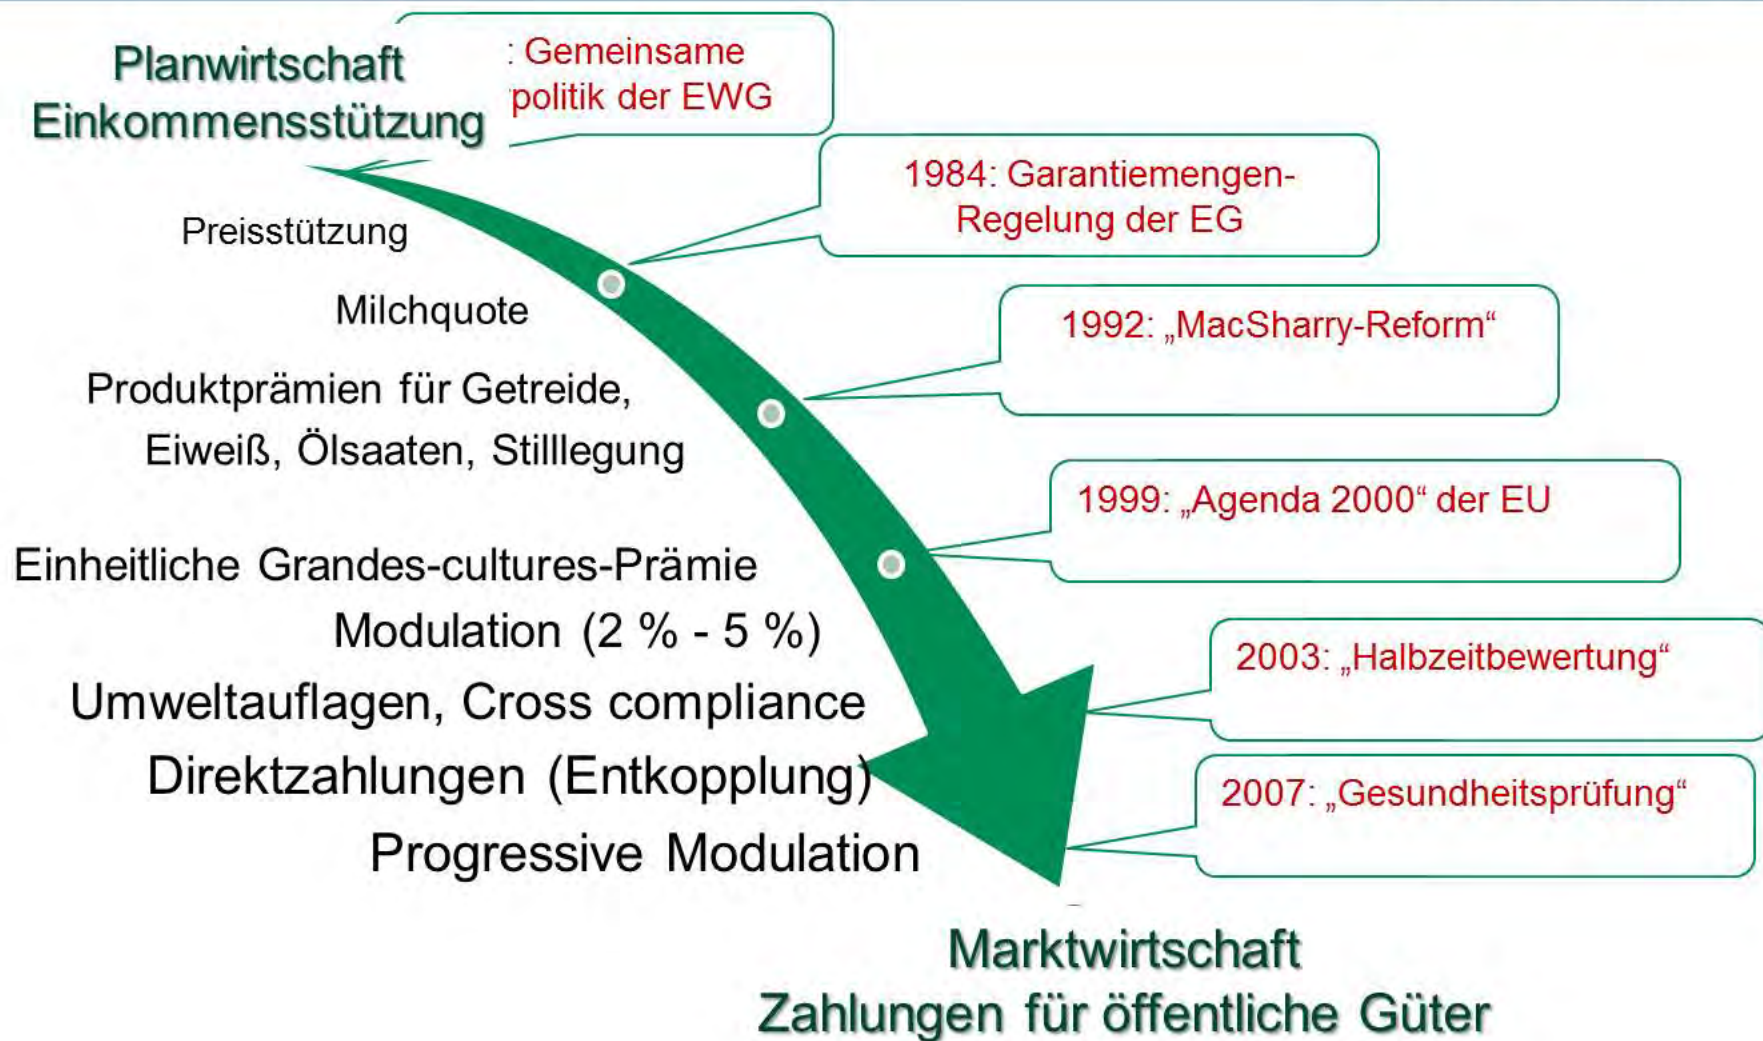 Planwirtschaft
Einkommensstützung
: Gemeinsame
politik der EWG
1984: Garantiemengen-
Regelung der EG
Preisstützung
Milchquote
1992: „MacSharry-Reform“
Produktprämien für Getreide,
Eiweiß, Ölsaaten, Stilllegung
1999: „Agenda 2000“ der EU
Einheitliche Grandes-cultures-Prämie
Modulation (2 % - 5 %)
2003: „Halbzeitbewertung“
Umweltauflagen, Cross compliance
Direktzahlungen (Entkopplung)
2007: „Gesundheitsprüfung“
Progressive Modulation
Marktwirtschaft
Zahlungen für öffentliche Güter